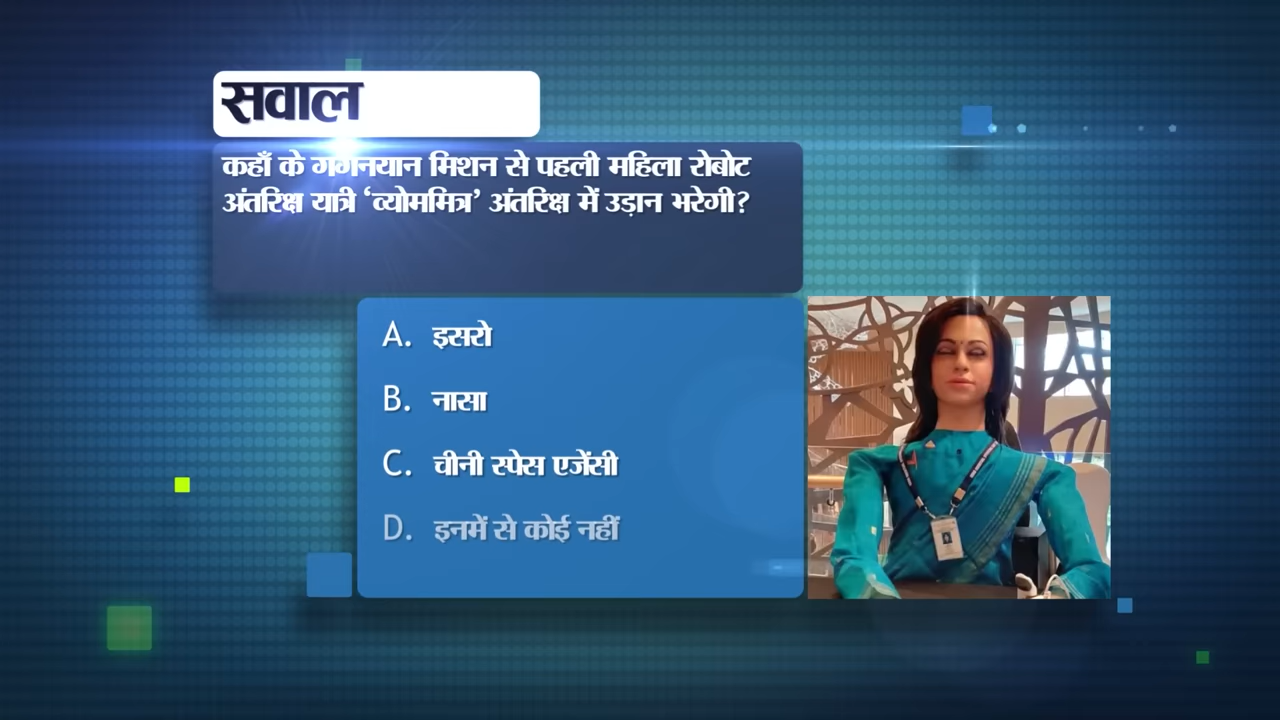 सवाल
कहाँ के गगनयान मिशन से पहली महिला रोबोट
अंतरिक्ष यात्री ‘व्योममित्र’ अंतरिक्ष में उड़ान भरेगी?
A. इसरो
B. नासा
C. चीनी स्पेस एजेंसी
D. इनमें से कोई नहीं